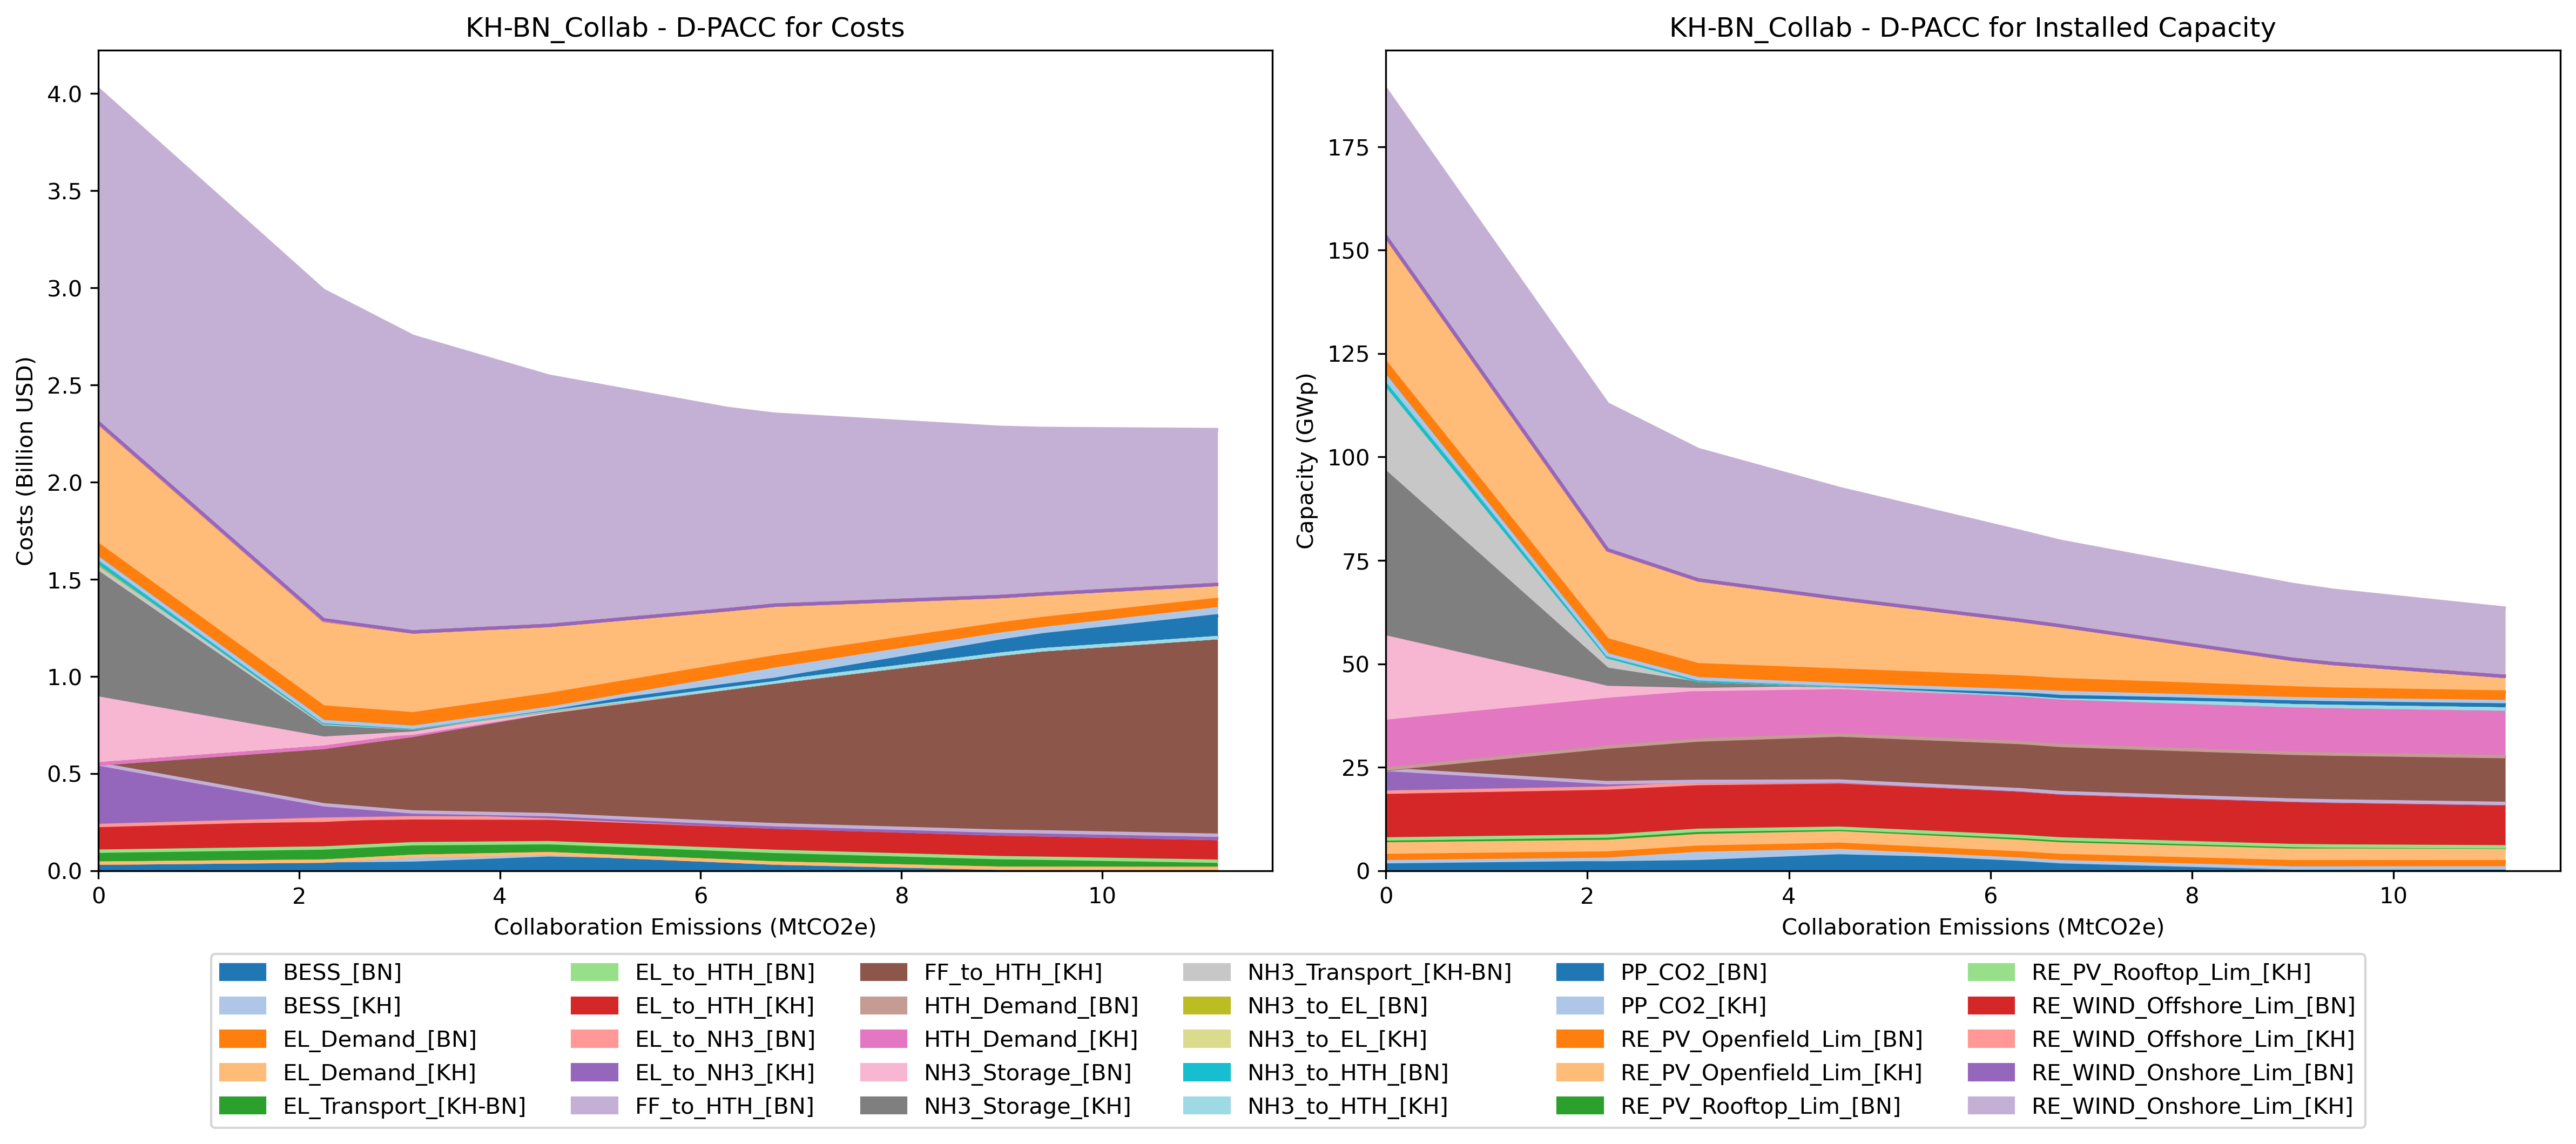 KH-BN_Collab - D-PACC for Costs
4.0
3.5
3.0
2.5
2.0
1.5
1.0
0.5
0.0
Costs (Billion USD)
0 2 4 6 8 10
Collaboration Emissions (MtCO2e)
KH-BN_Collab - D-PACC for Installed Capacity
175
150
125
100
75
50
25
0
Capacity (GWp)
0 2 4 6 8 10
Collaboration Emissions (MtCO2e)
BESS_[BN]
BESS_[KH]
EL_Demand_[BN]
EL_Demand_[KH]
EL_Transport_[KH-BN]
EL_to_HTH_[BN]
EL_to_HTH_[KH]
EL_to_NH3_[BN]
EL_to_NH3_[KH]
FF_to_HTH_[BN]
FF_to_HTH_[KH]
HTH_Demand_[BN]
HTH_Demand_[KH]
NH3_Storage_[BN]
NH3_Storage_[KH]
NH3_Transport_[KH-BN]
NH3_to_EL_[BN]
NH3_to_EL_[KH]
NH3_to_HTH_[BN]
NH3_to_HTH_[KH]
PP_CO2_[BN]
PP_CO2_[KH]
RE_PV_Openfield_Lim_[BN]
RE_PV_Openfield_Lim_[KH]
RE_PV_Rooftop_Lim_[BN]
RE_PV_Rooftop_Lim_[KH]
RE_WIND_Offshore_Lim_[BN]
RE_WIND_Offshore_Lim_[KH]
RE_WIND_Onshore_Lim_[BN]
RE_WIND_Onshore_Lim_[KH]